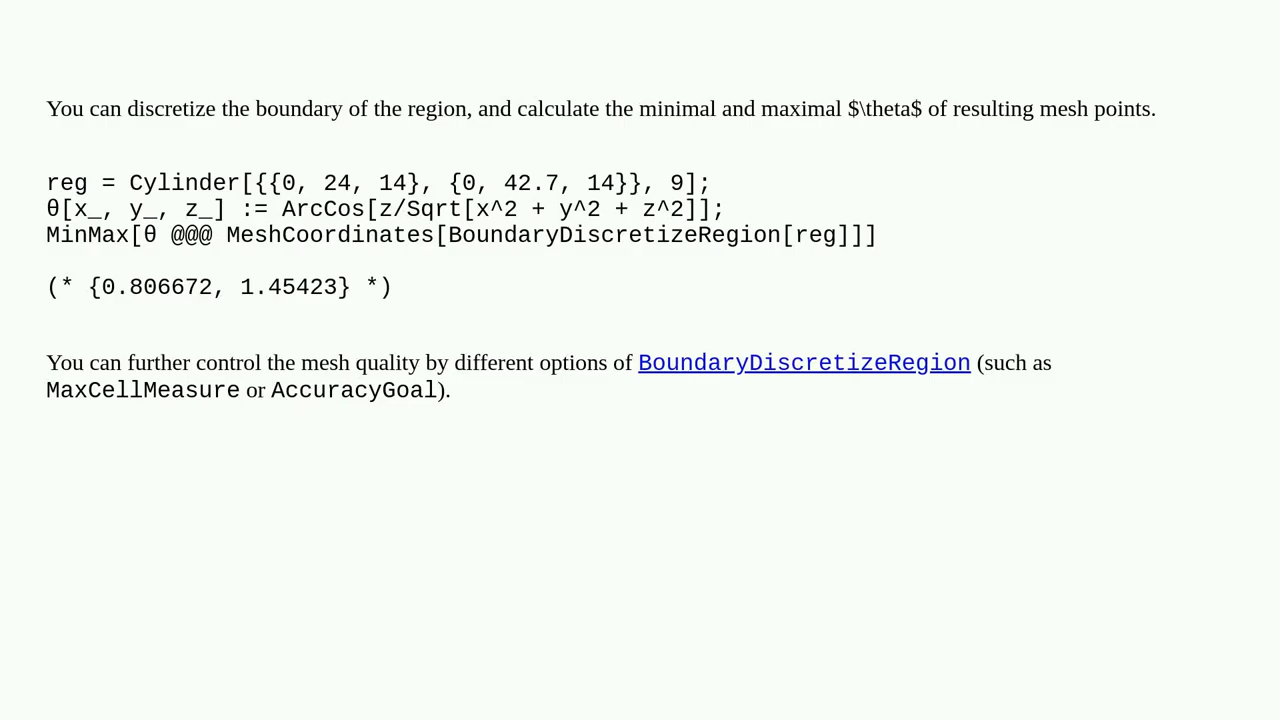 You can discretize the boundary of the region, and calculate the minimal and maximal $\theta$ of resulting mesh points.
reg = Cylinder[{{0, 24, 14}, {0, 42.7, 14}}, 9];
θ[x_, y_, z_] := ArcCos[z/Sqrt[x^2 + y^2 + z^2]];
MinMax[θ @@@ MeshCoordinates[BoundaryDiscretizeRegion[reg]]]
(* {0.806672, 1.45423} *)
You can further control the mesh quality by different options of BoundaryDiscretizeRegion (such as
MaxCellMeasure or AccuracyGoal).